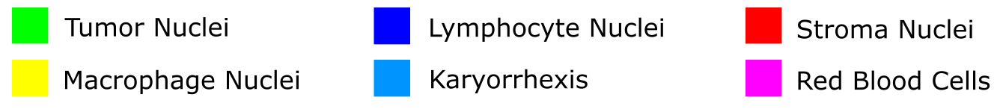 Tumor Nuclei Lymphocyte Nuclei Stroma Nuclei
Macrophage Nuclei Karyorrhexis Red Blood Cells